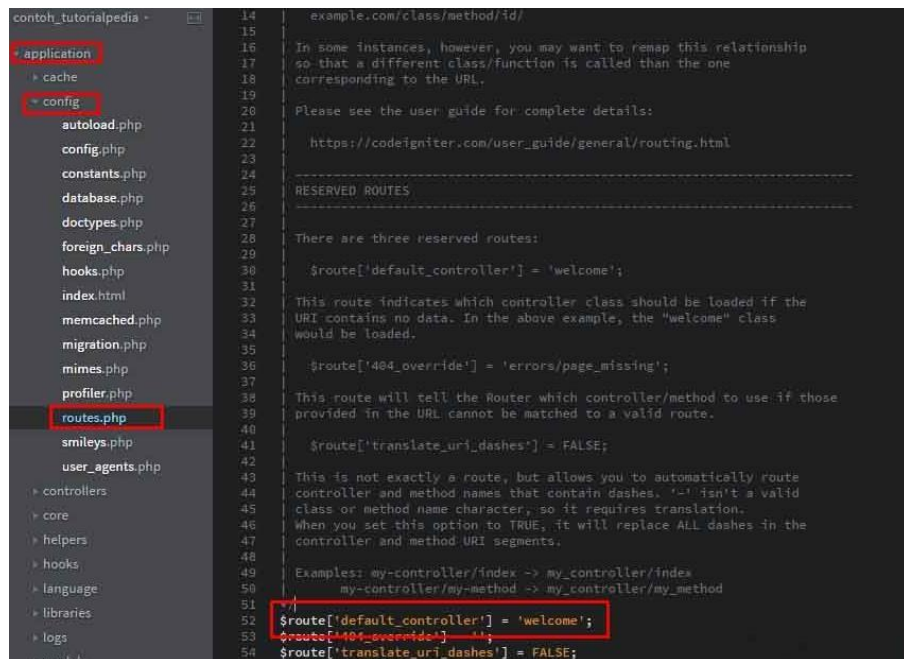 contoh_tutorialpedia
application
cache
config
autoload.php
config.php
constants.php
database.php
doctypes.php
foreign_chars.php
hooks.php
index.html
memcached.php
migration.php
mimes.php
profiler.php
routes.php
smileys.php
user_agents.php
controllers
core
helpers
hooks
language
libraries
logs
14 | example.com/class/method/id/
15 |
16 | In some instances, however, you may want to remap this relationship
17 | so that a different class/function is called than the one
18 | corresponding to the URL.
19 |
20 | Please see the user guide for complete details:
21 |
22 | https://codeigniter.com/user_guide/general/routing.html
23 |
24 | -------------------------------------------------------------------------
25 | RESERVED ROUTES
26 | -------------------------------------------------------------------------
27 |
28 | There are three reserved routes:
29 |
30 | $route['default_controller'] = 'welcome';
31 |
32 | This route indicates which controller class should be loaded if the
33 | URI contains no data. In the above example, the "welcome" class
34 | would be loaded.
35 |
36 | $route['404_override'] = 'errors/page_missing';
37 |
38 | This route will tell the Router which controller/method to use if those
39 | provided in the URL cannot be matched to a valid route.
40 |
41 | $route['translate_uri_dashes'] = FALSE;
42 |
43 | This is not exactly a route, but allows you to automatically route
44 | controller and method names that contain dashes. '-' isn't a valid
45 | class or method name character, so it requires translation.
46 | When you set this option to TRUE, it will replace ALL dashes in the
47 | controller and method URI segments.
48 |
49 | Examples: my-controller/index -> my_controller/index
50 | my-controller/my-method -> my_controller/my_method
51 */
52 $route['default_controller'] = 'welcome';
53 $route['404_override'] = '';
54 $route['translate_uri_dashes'] = FALSE;